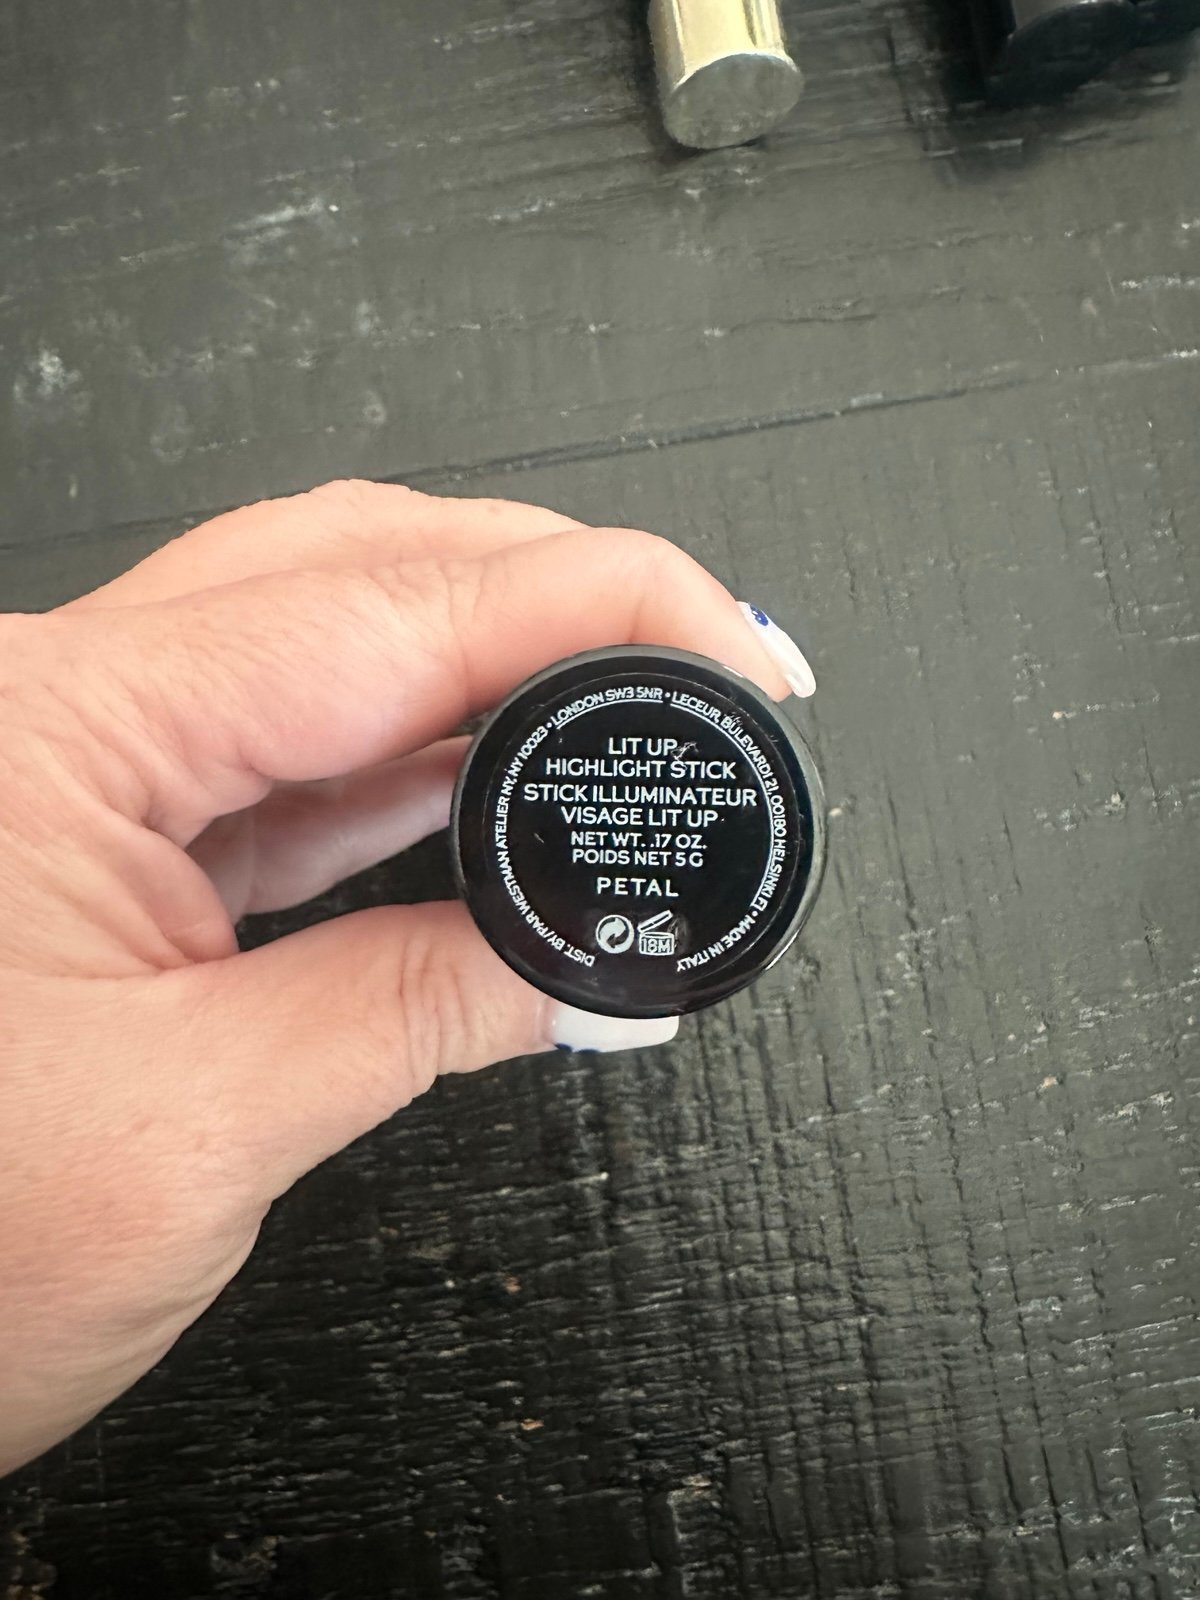 DIST. BY/PAR WESTMAN ATELIER NY, NY 10023 • LONDON SW3 5NR • LECEUR, BULEVARDI 21, 00180 HELSINKI FI • MADE IN ITALY
LIT UP
HIGHLIGHT STICK
STICK ILLUMINATEUR
VISAGE LIT UP
NET WT. .17 OZ.
POIDS NET 5 G
PETAL
18M